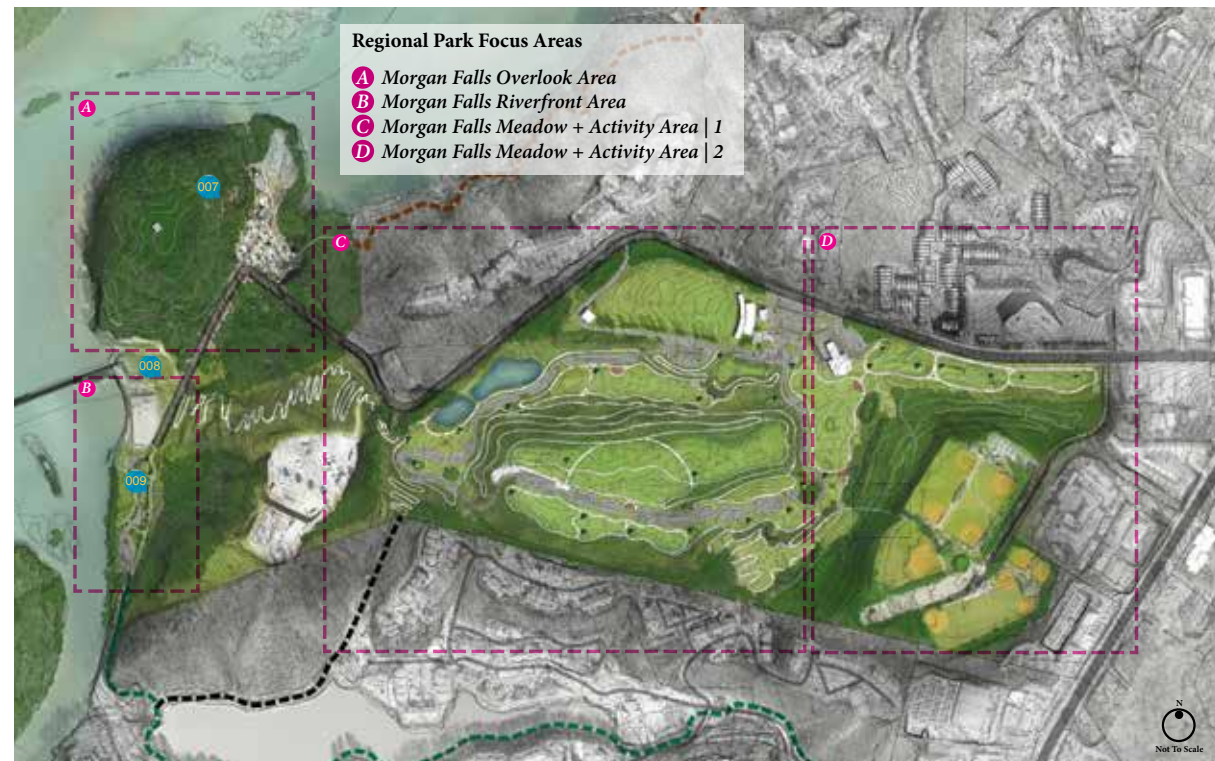 Regional Park Focus Areas
A Morgan Falls Overlook Area
B Morgan Falls Riverfront Area
C Morgan Falls Meadow + Activity Area | 1
D Morgan Falls Meadow + Activity Area | 2
A
007
C
D
008
B
009
N
Not To Scale